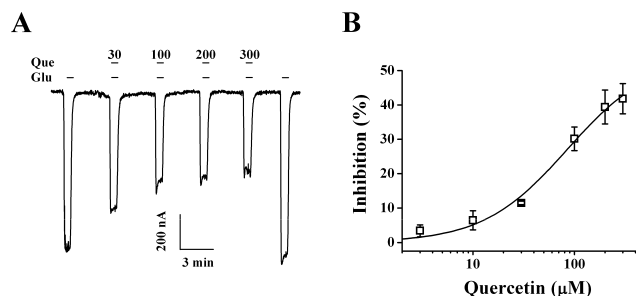 A
30 100 200 300
Que
Glu
200 nA
3 min
B
50
40
30
20
10
0
Inhibition (%)
10 100
Quercetin (μM)